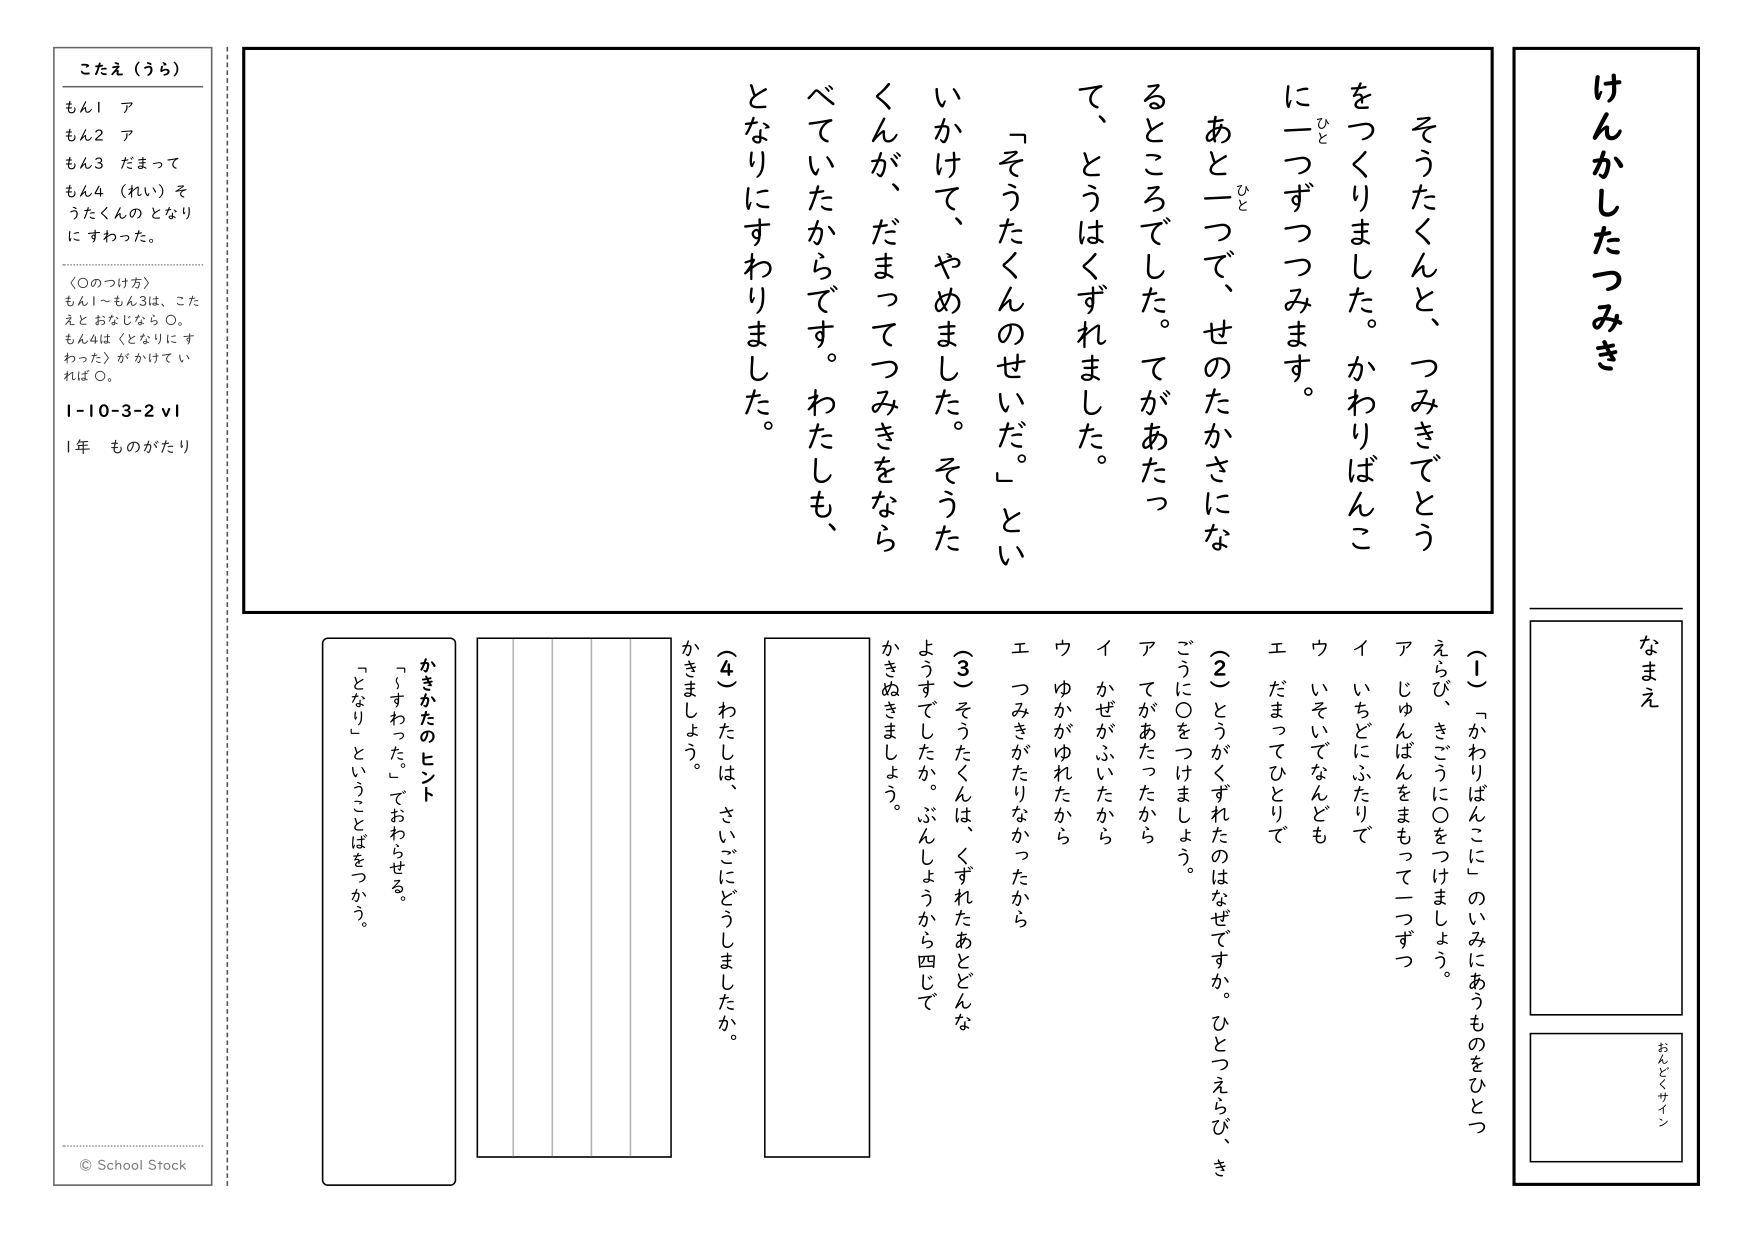 けんかしたつみき
なまえ
おんどくサイン
そうたくんと、つみきでとう
をつくりました。かわりばんこ
に一つずつつみます。
ひと
あと一つで、せのたかさにな
ひと
るところでした。てがあたっ
て、とうはくずれました。
「そうたくんのせいだ。」とい
いかけて、やめました。そうた
くんが、だまってつみきをなら
べていたからです。わたしも、
となりにすわりました。
(1)「かわりばんこに」のいみにあうものをひとつ
えらび、きごうに〇をつけましょう。
ア じゅんばんをまもって一つずつ
イ いちどにふたりで
ウ いそいでなんども
エ だまってひとりで
(2)とうがくずれたのはなぜですか。ひとつえらび、き
ごうに〇をつけましょう。
ア てがあたったから
イ かぜがふいたから
ウ ゆかがゆれたから
エ つみきがたりなかったから
(3)そうたくんは、くずれたあとどんな
ようすでしたか。ぶんしょうから四じで
かきぬきましょう。
(4)わたしは、さいごにどうしましたか。
かきましょう。
かきかたの ヒント
「〜すわった。」でおわらせる。
「となり」ということばをつかう。
こたえ（うら）
もん1 ア
もん2 ア
もん3 だまって
もん4 （れい）そ
うたくんの となり
に すわった。
〈〇のつけ方〉
もん1〜もん3は、こた
えと おなじなら 〇。
もん4は〈となりに す
わった〉が かけて い
れば 〇。
1-10-3-2 v1
1年 ものがたり
© School Stock